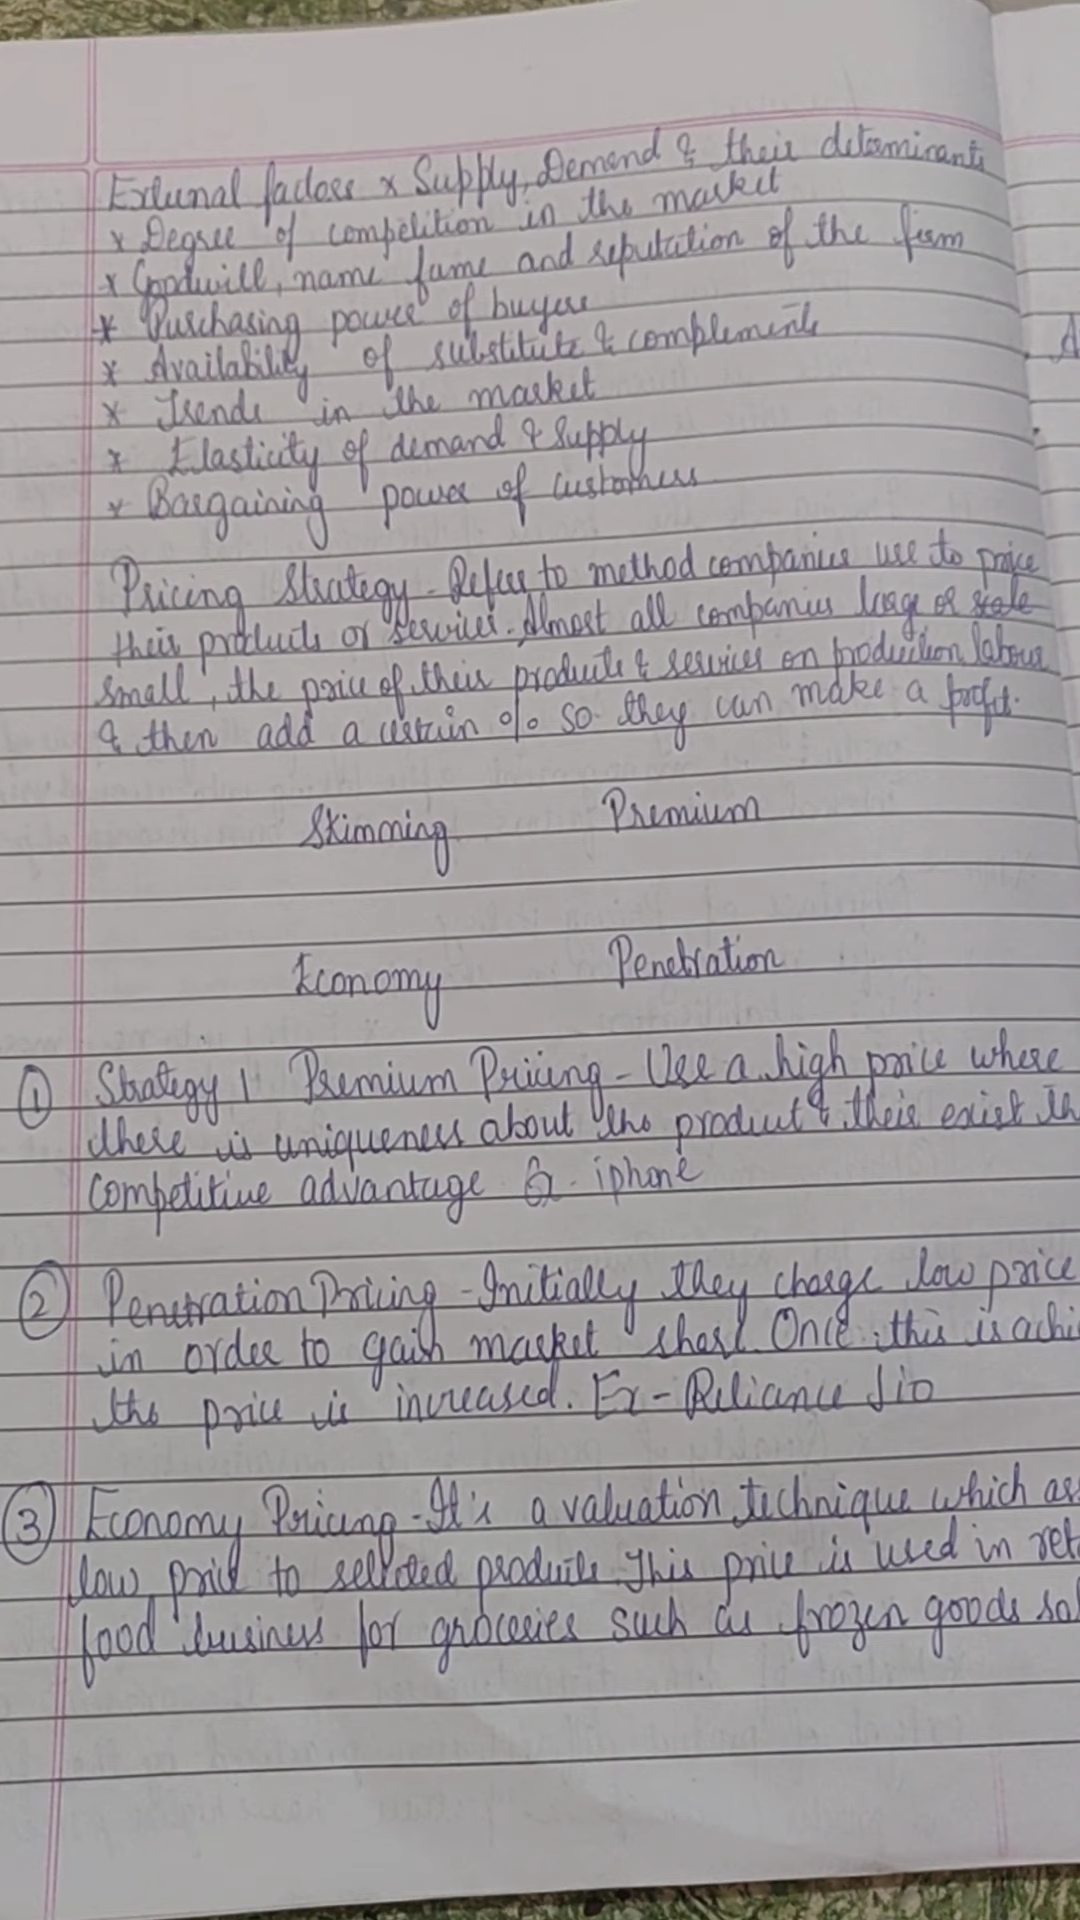 External factors x Supply, Demand & their determinants
x Degree of competition in the market
x Goodwill, name fame and reputation of the firm
x Purchasing power of buyers
x Availability of substitute & complements
x Trends in the market
x Elasticity of demand & supply
x Bargaining power of customers
Pricing Strategy - Refers to method companies use to price
their products or services. Almost all companies large or
small, the price of their products & services on production, labour
& then add a certain % so they can make a profit.
Skimming Premium
Economy Penetration
① Strategy 1 Premium Pricing - Use a high price where
there is uniqueness about the product & their exist
competitive advantage Ex - iphone
② Penetration Pricing - Initially they charge low price
in order to gain market share. Once this is achi
the price is increased. Ex - Reliance Jio
③ Economy Pricing - It is a valuation technique which as
low price to selected products. This price is used in ret
food business for groceries such as frozen goods